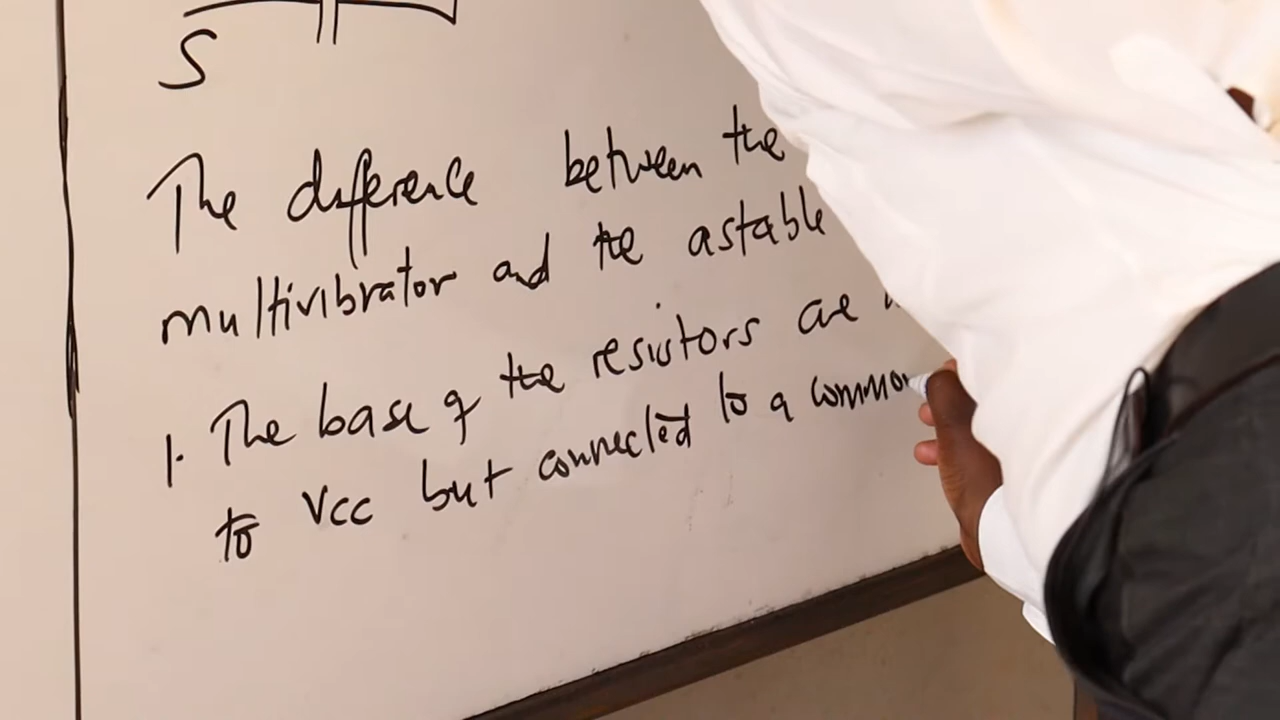 S
The difference between the
multivibrator and the astable
1. The base of the resistors are
to Vcc but connected to a common